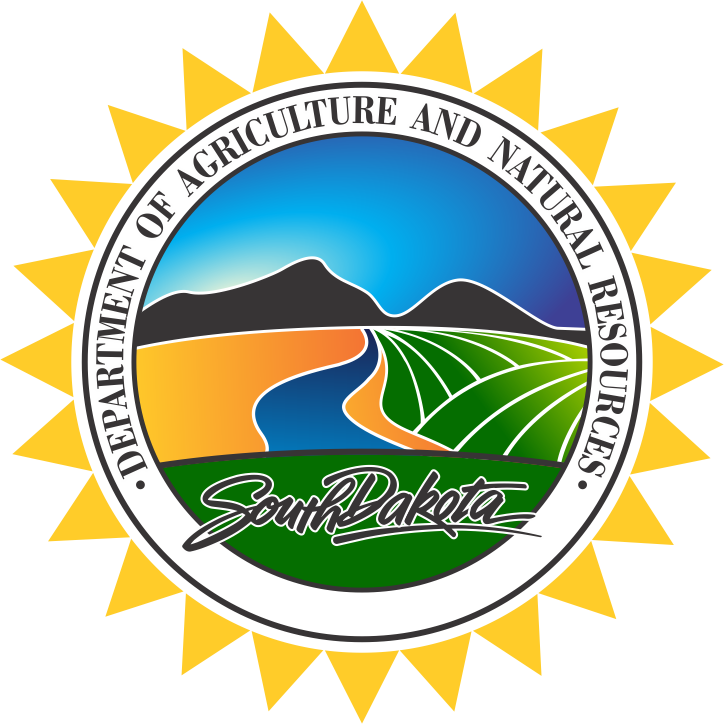 • DEPARTMENT OF AGRICULTURE AND NATURAL RESOURCES •
South Dakota